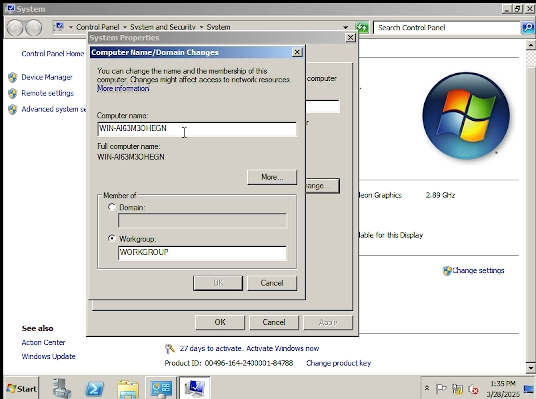 System
Control Panel
System and Security
System
Search Control Panel
Control Panel Home
Device Manager
Remote settings
Advanced system se
System Properties
Computer Name/Domain Changes
You can change the name and the membership of this
computer. Changes might affect access to network resources.
More information
computer
Computer name:
WIN-AI63M3OHEGN
Full computer name:
WIN-AI63M3OHEGN
More...
ange...
Member of
Domain:
Workgroup:
WORKGROUP
OK
Cancel
OK
Cancel
Apply
deon Graphics
2.89 GHz
ilable for this Display
Change settings
See also
Action Center
Windows Update
27 days to activate. Activate Windows now
Product ID: 00496-164-2400001-84788
Change product key
Start
1:35 PM
3/28/2025